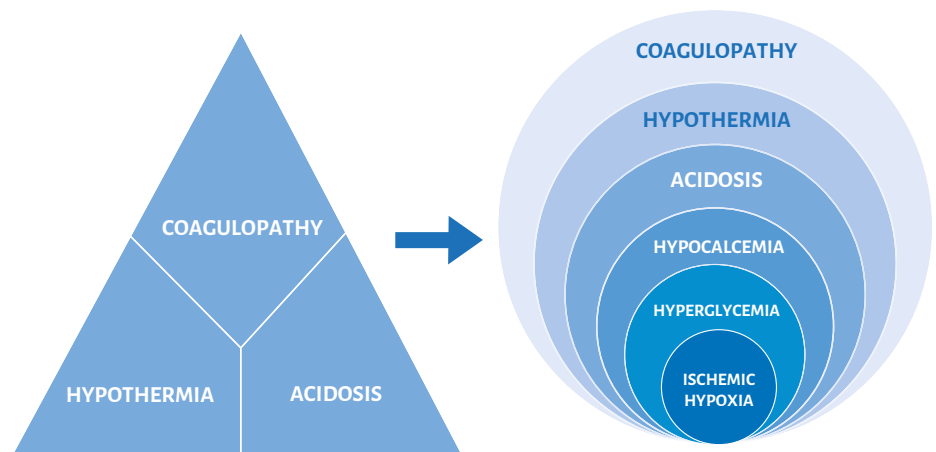 COAGULOPATHY
HYPOTHERMIA
ACIDOSIS
COAGULOPATHY
HYPOTHERMIA
ACIDOSIS
HYPOCALCEMIA
HYPERGLYCEMIA
ISCHEMIC
HYPOXIA